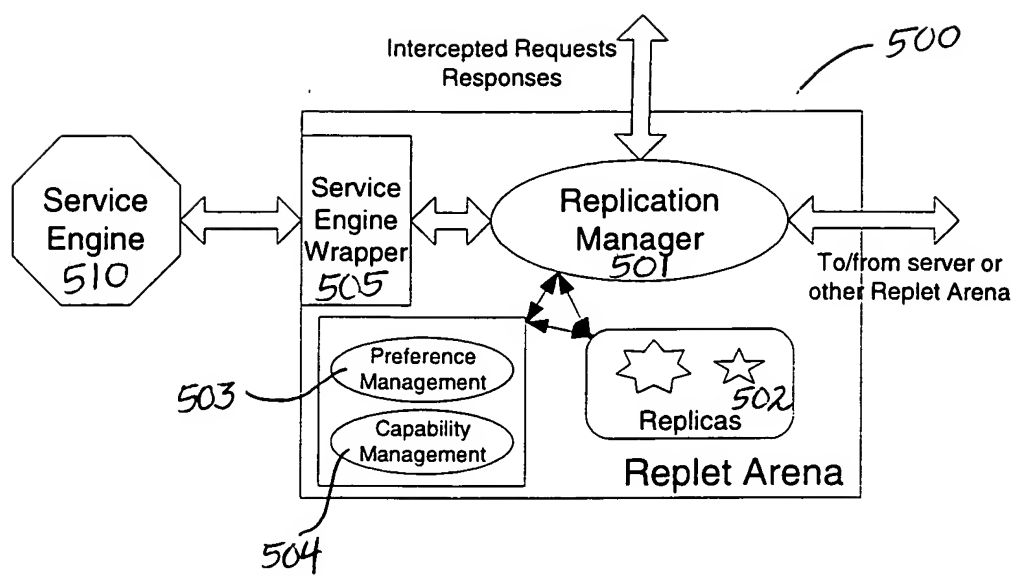 Intercepted Requests
Responses
500
Service
Engine
510
Service
Engine
Wrapper
505
Replication
Manager
501
To/from server or
other Replet Arena
Preference
Management
503
Capability
Management
504
502
Replicas
Replet Arena